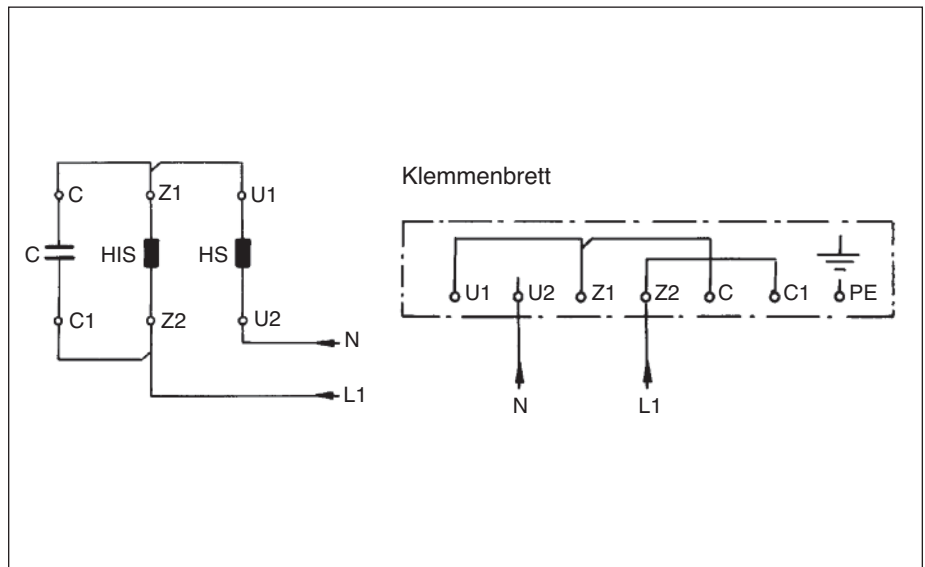 C Z1 U1
C HIS HS
C1 Z2 U2
N
L1
Klemmenbrett
U1 U2 Z1 Z2 C C1 PE
N L1